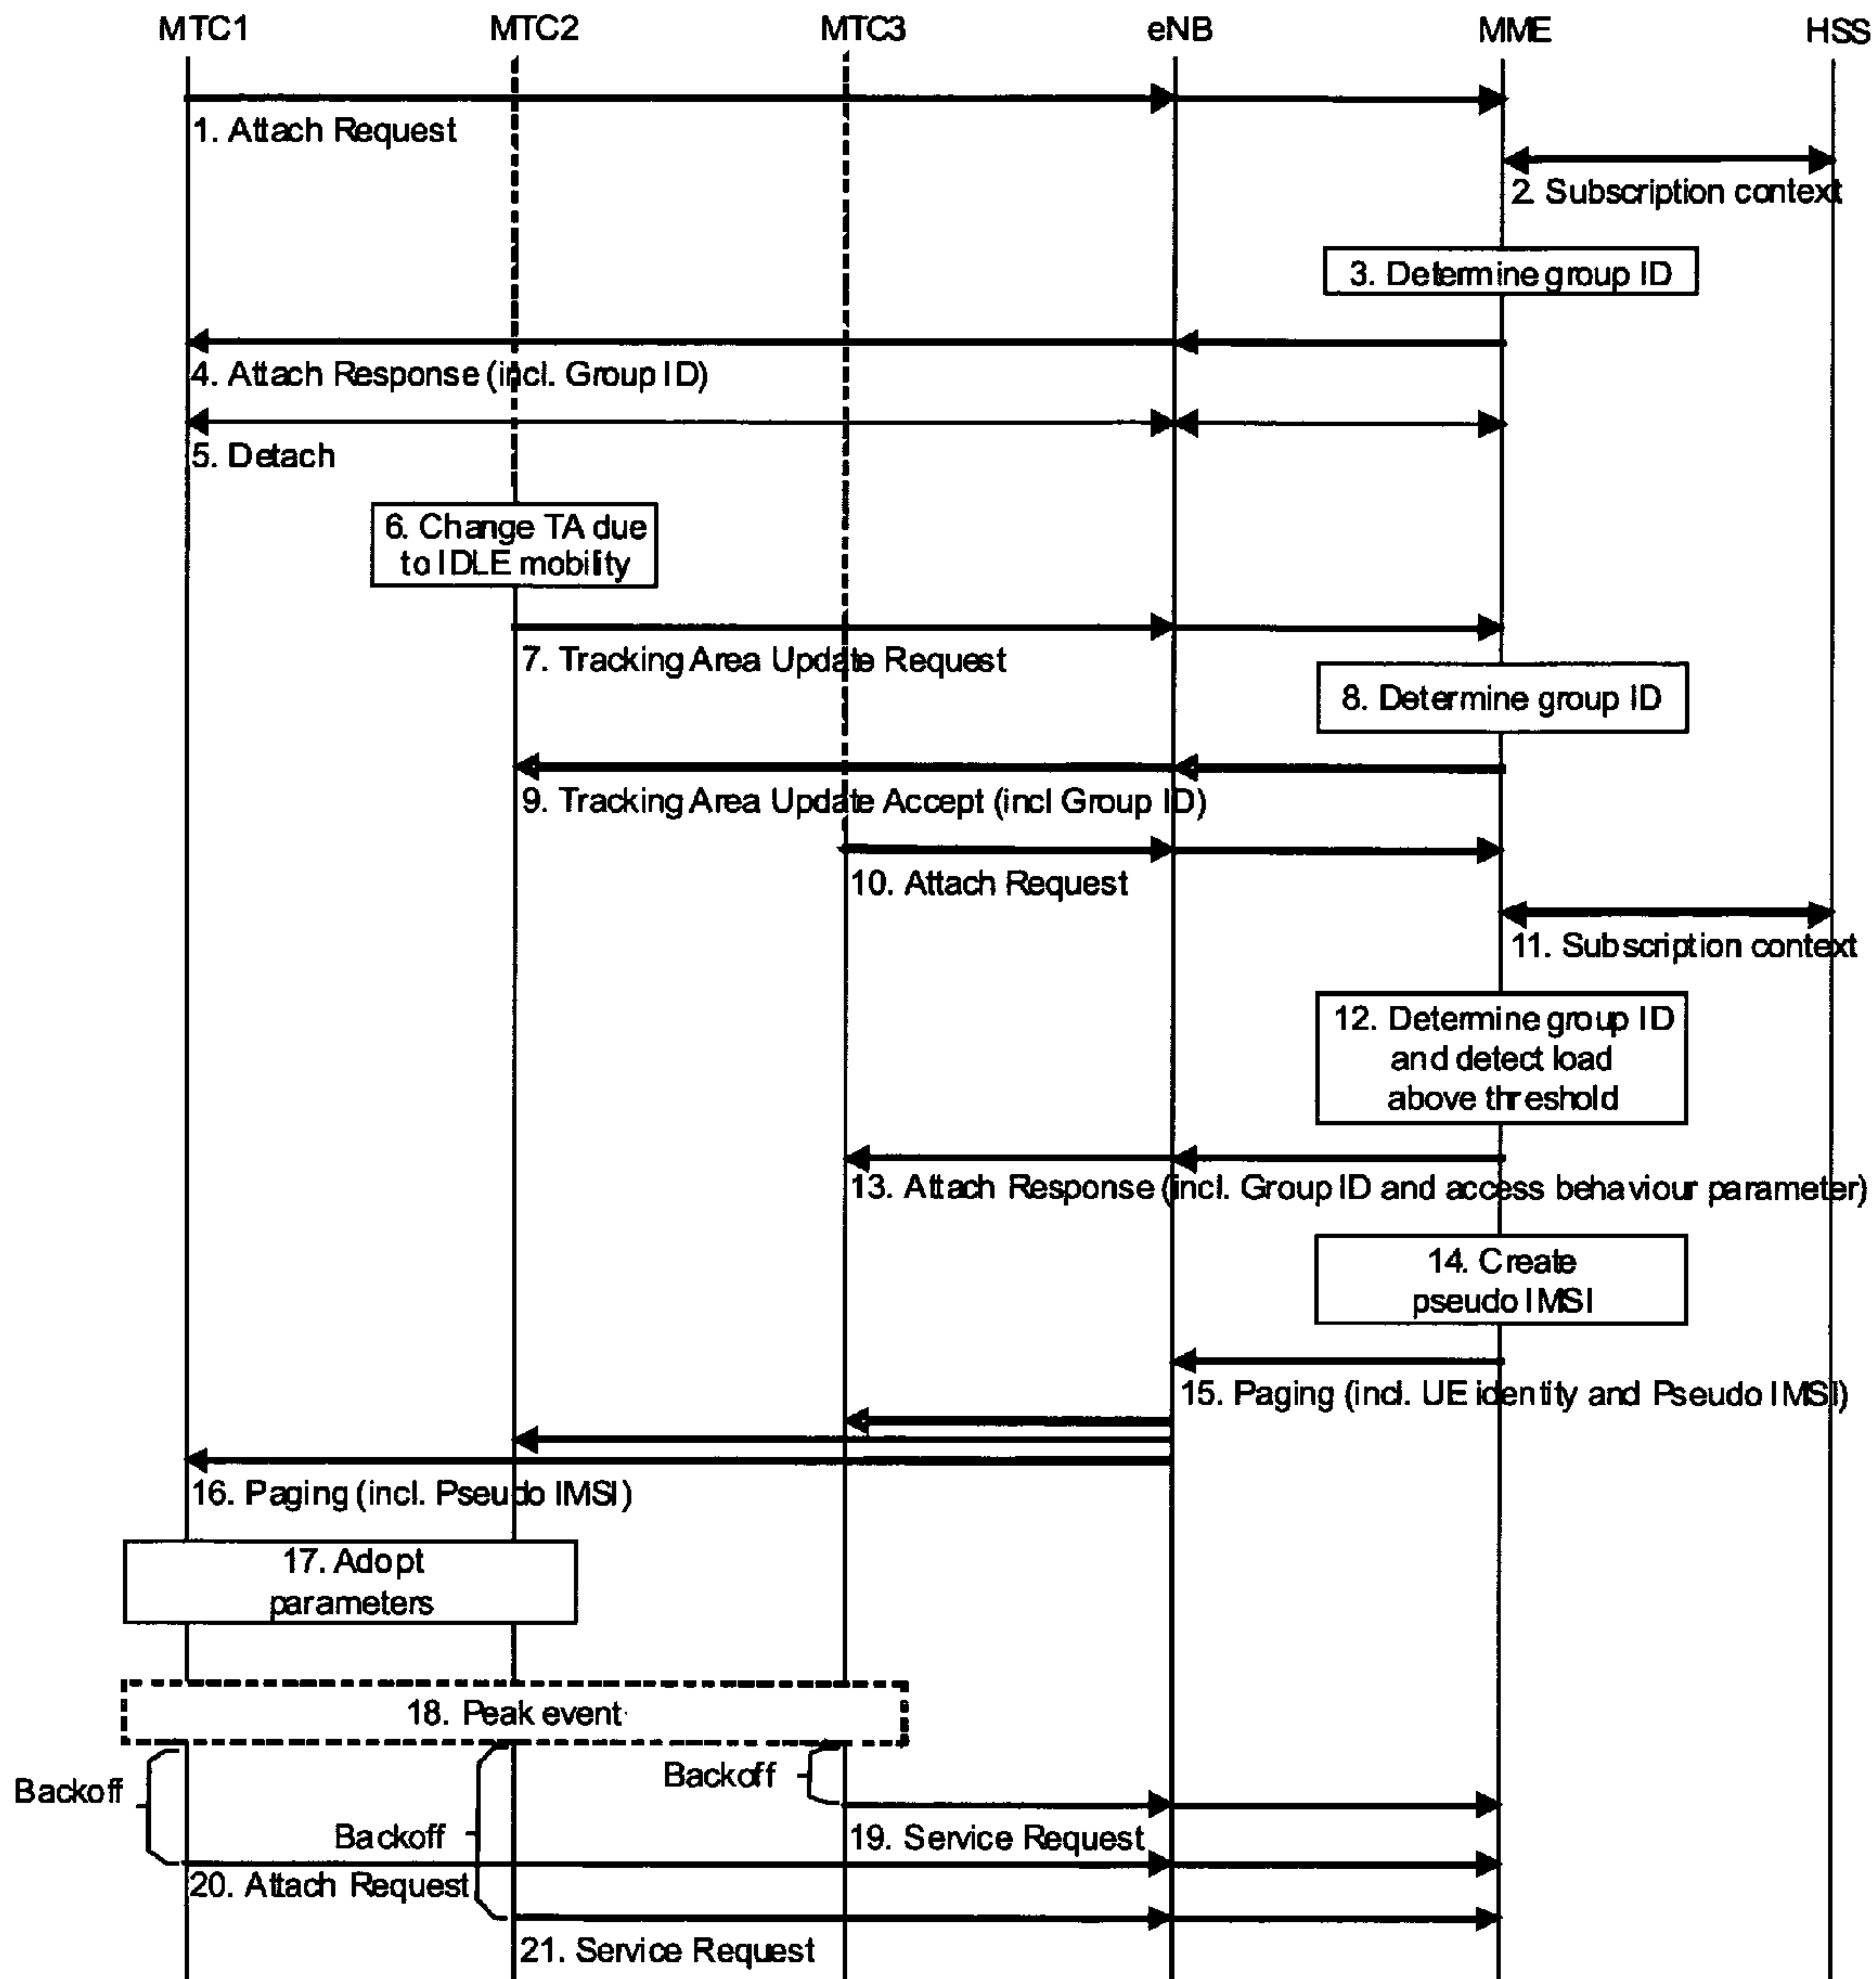 MTC1 MTC2 MTC3 eNB MME HSS
1. Attach Request
2. Subscription context
3. Determine group ID
4. Attach Response (incl. Group ID)
5. Detach
6. Change TA due
to IDLE mobility
7. Tracking Area Update Request
8. Determine group ID
9. Tracking Area Update Accept (incl Group ID)
10. Attach Request
11. Subscription context
12. Determine group ID
and detect load
above threshold
13. Attach Response (incl. Group ID and access behaviour parameter)
14. Create
pseudo IMSI
15. Paging (incl. UE identity and Pseudo IMSI)
16. Paging (incl. Pseudo IMSI)
17. Adopt
parameters
18. Peak event
Backoff
Backoff
Backoff
19. Service Request
20. Attach Request
21. Service Request